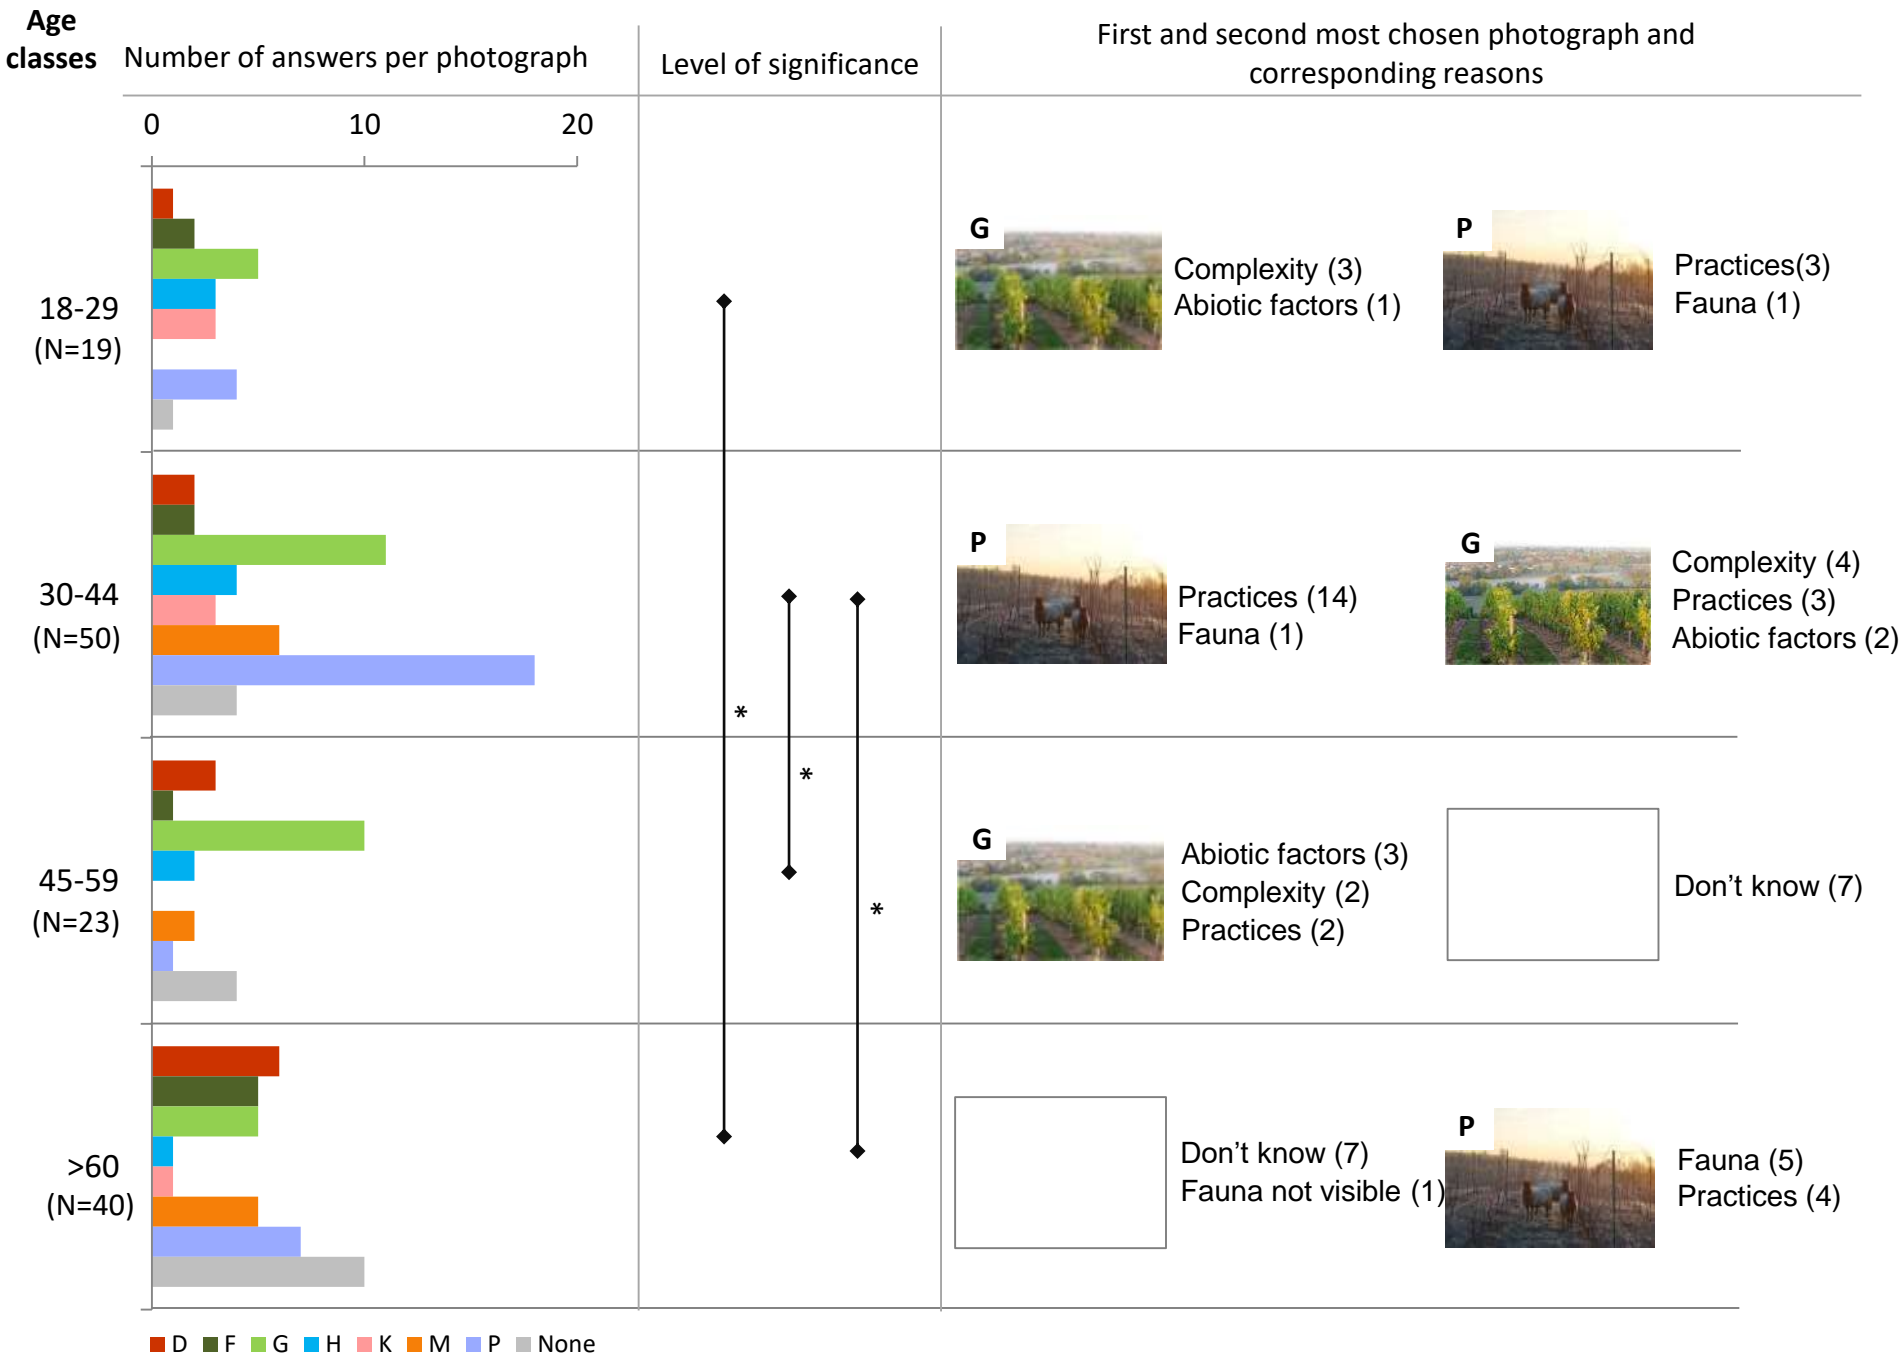 Age
classes
Number of answers per photograph
Level of significance
First and second most chosen photograph and
corresponding reasons
0 10 20
18-29
(N=19)
G
Complexity (3)
Abiotic factors (1)
P
Practices(3)
Fauna (1)
30-44
(N=50)
P
Practices (14)
Fauna (1)
G
Complexity (4)
Practices (3)
Abiotic factors (2)
*
*
*
45-59
(N=23)
G
Abiotic factors (3)
Complexity (2)
Practices (2)
Don't know (7)
>60
(N=40)
Don't know (7)
Fauna not visible (1)
P
Fauna (5)
Practices (4)
D F G H K M P None